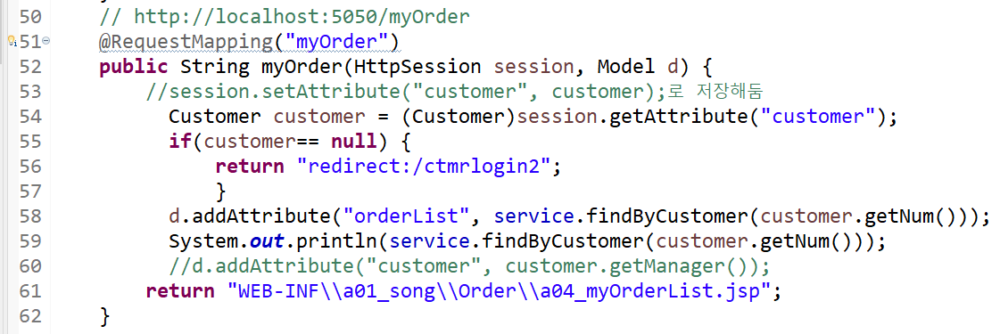 50 // http://localhost:5050/myOrder
51 @RequestMapping("myOrder")
52 public String myOrder(HttpSession session, Model d) {
53 //session.setAttribute("customer", customer);로 저장해둠
54 Customer customer = (Customer)session.getAttribute("customer");
55 if(customer== null) {
56 return "redirect:/ctmrlogin2";
57 }
58 d.addAttribute("orderList", service.findByCustomer(customer.getNum()));
59 System.out.println(service.findByCustomer(customer.getNum()));
60 //d.addAttribute("customer", customer.getManager());
61 return "WEB-INF\\a01_song\\Order\\a04_myOrderList.jsp";
62 }